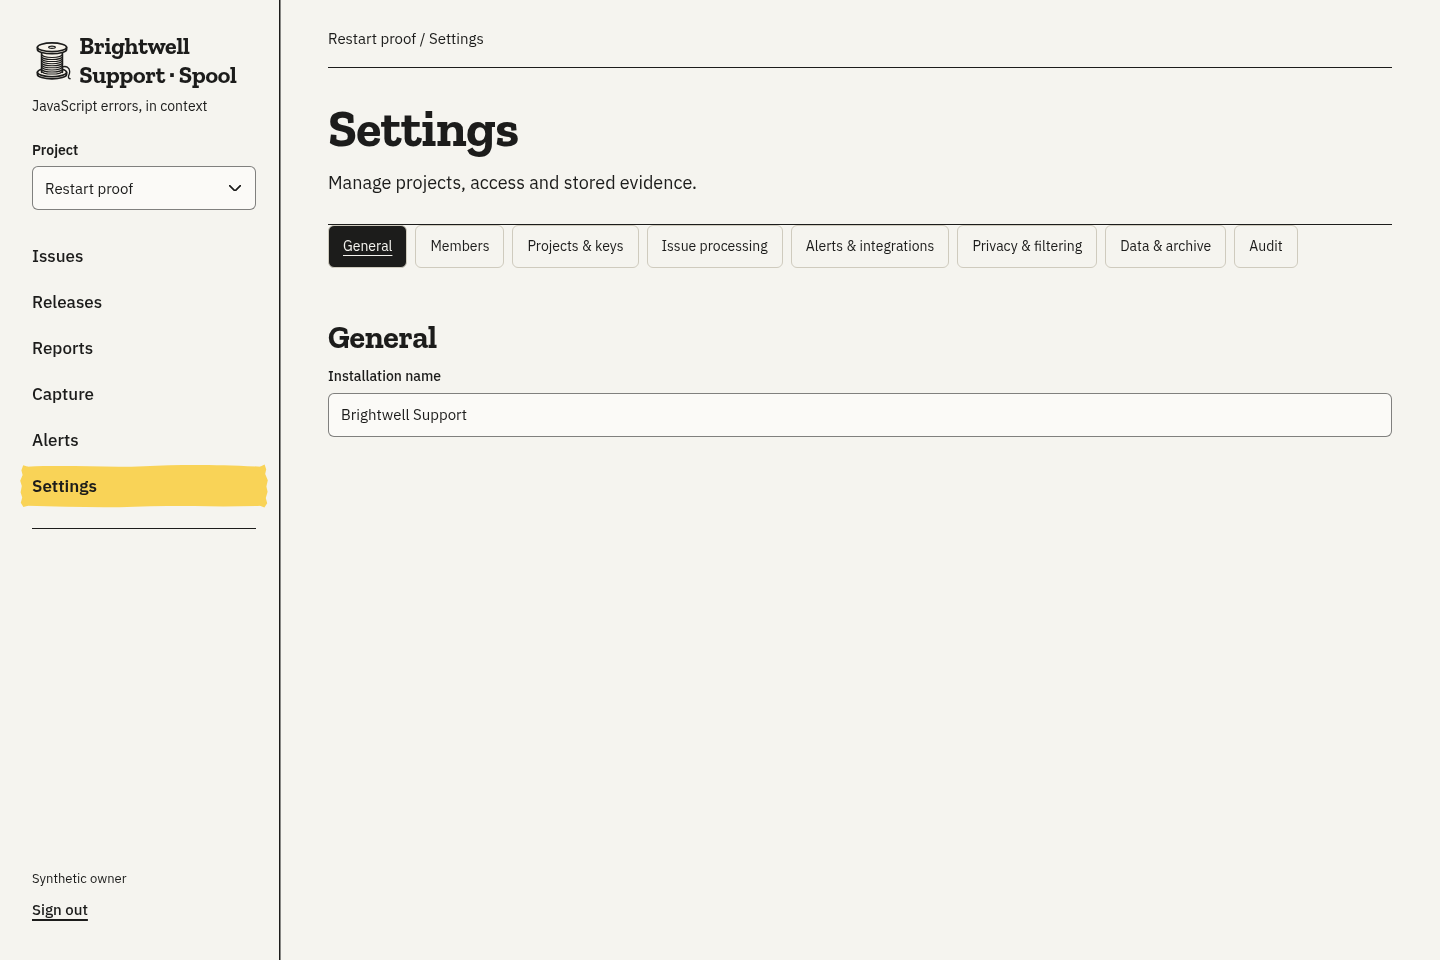 Brightwell
Support · Spool
JavaScript errors, in context
Project
Restart proof
Issues
Releases
Reports
Capture
Alerts
Settings
Synthetic owner
Sign out
Restart proof / Settings
Settings
Manage projects, access and stored evidence.
General Members Projects & keys Issue processing Alerts & integrations Privacy & filtering Data & archive Audit
General
Installation name
Brightwell Support